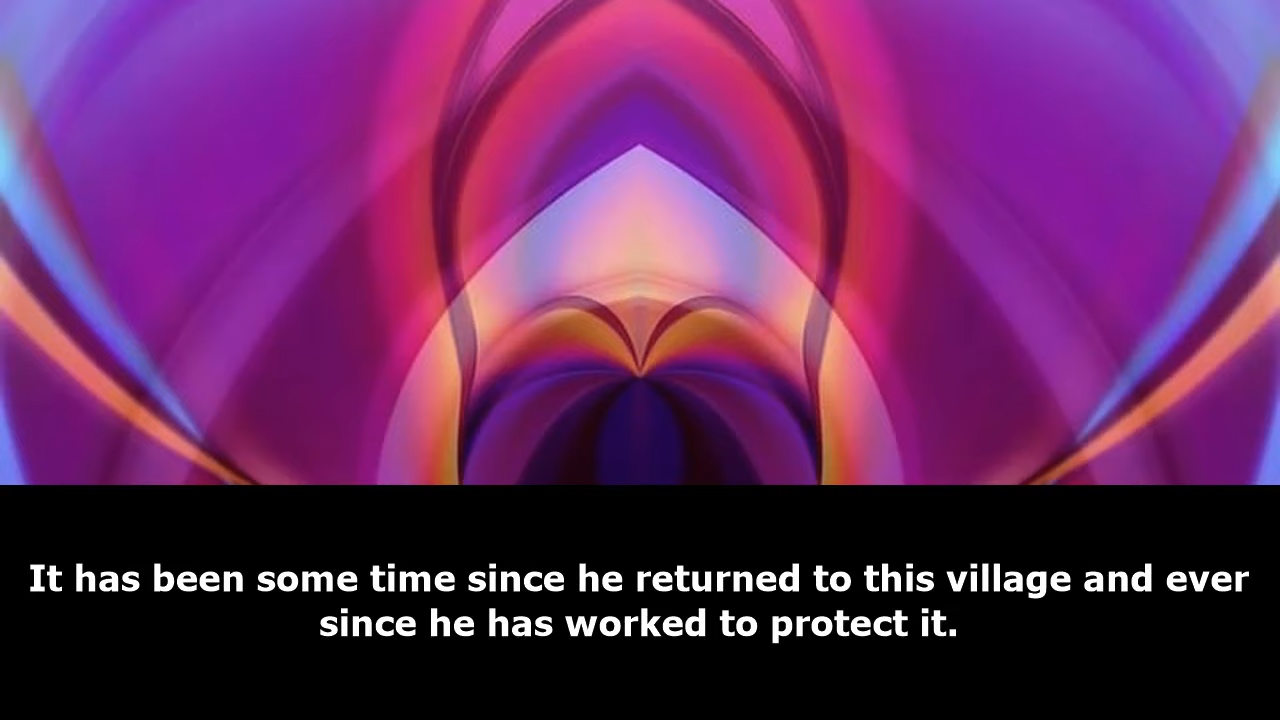 It has been some time since he returned to this village and ever
since he has worked to protect it.